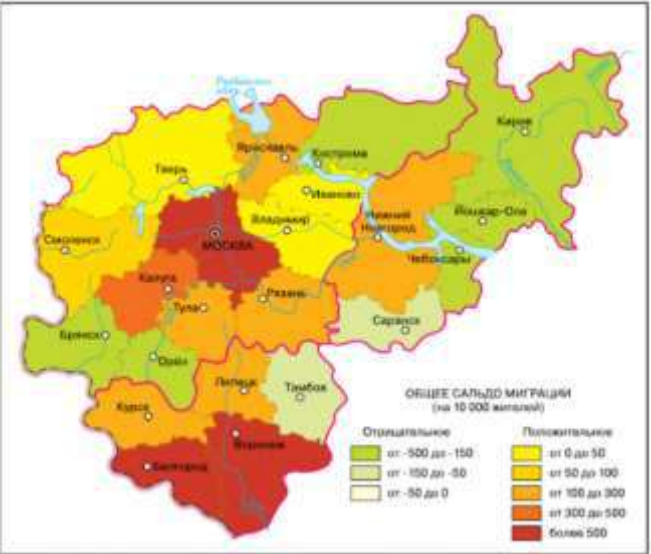 Киров
Ярославль
Кострома
Тверь
Иваново
Йошкар-Ола
Владимир
Нижний
Новгород
Смоленск
МОСКВА
Чебоксары
Калуга
Рязань
Тула
Саранск
Брянск
Орёл
Липецк
Тамбов
Курск
Воронеж
Белгород
ОБЩЕЕ САЛЬДО МИГРАЦИИ
(на 10 000 жителей)
Отрицательное
от -500 до -150
от -150 до -50
от -50 до 0
Положительное
от 0 до 50
от 50 до 100
от 100 до 300
от 300 до 500
более 500